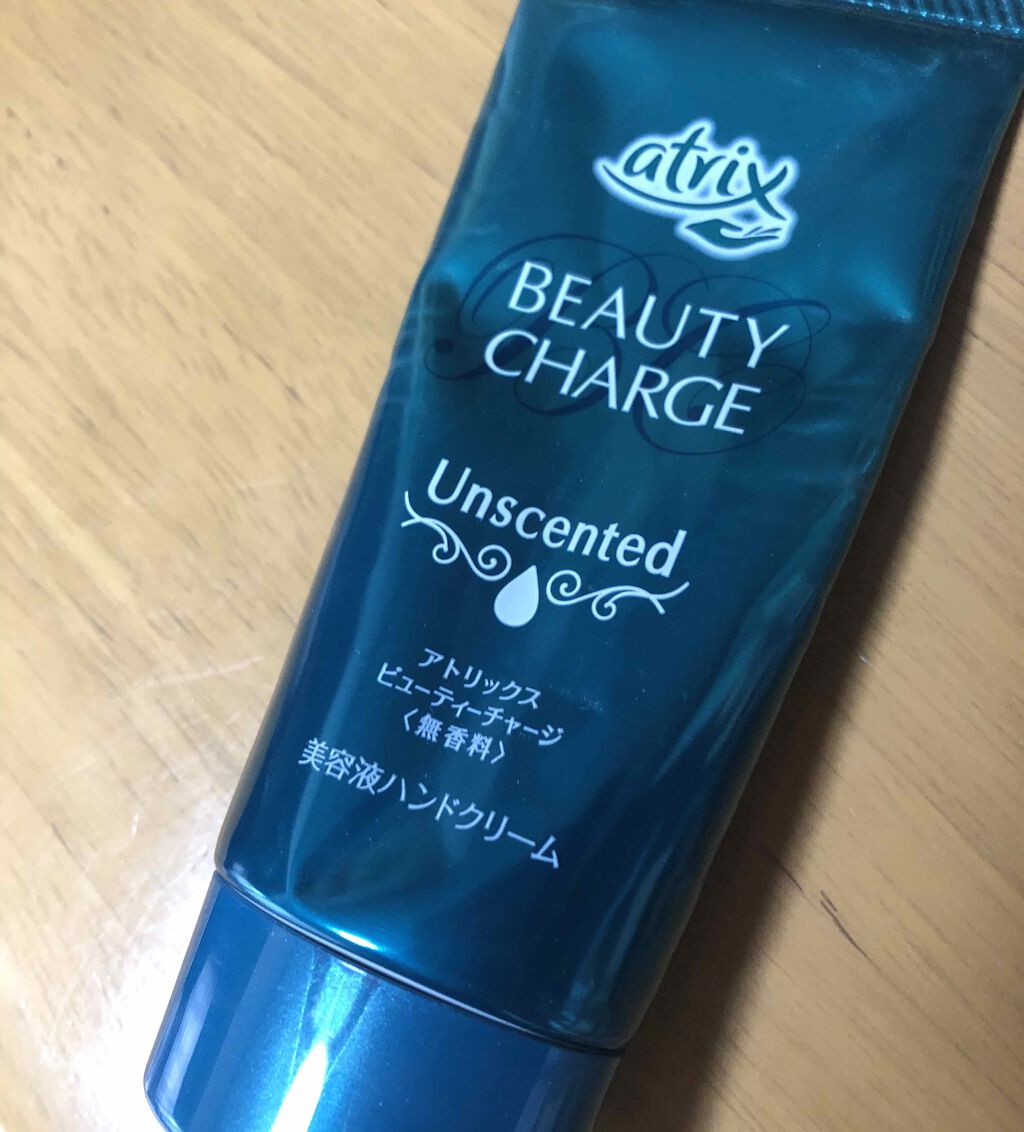 atrix
BEAUTY
CHARGE
Unscented
アトリックス
ビューティーチャージ
〈無香料〉
美容液ハンドクリーム